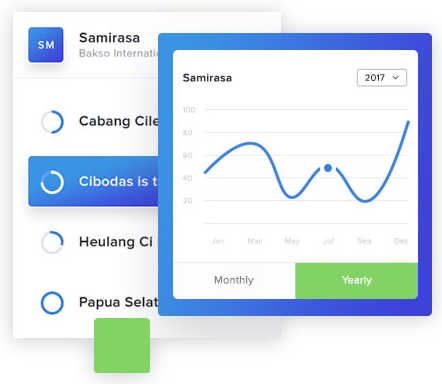 SM
Samirasa
Bakso Internatio
Cabang Cile
Cibodas is t
Heulang Ci
Papua Selat
Samirasa
2017
100
80
60
40
20
Jan
Mar
May
Jul
Sep
Dec
Monthly
Yearly